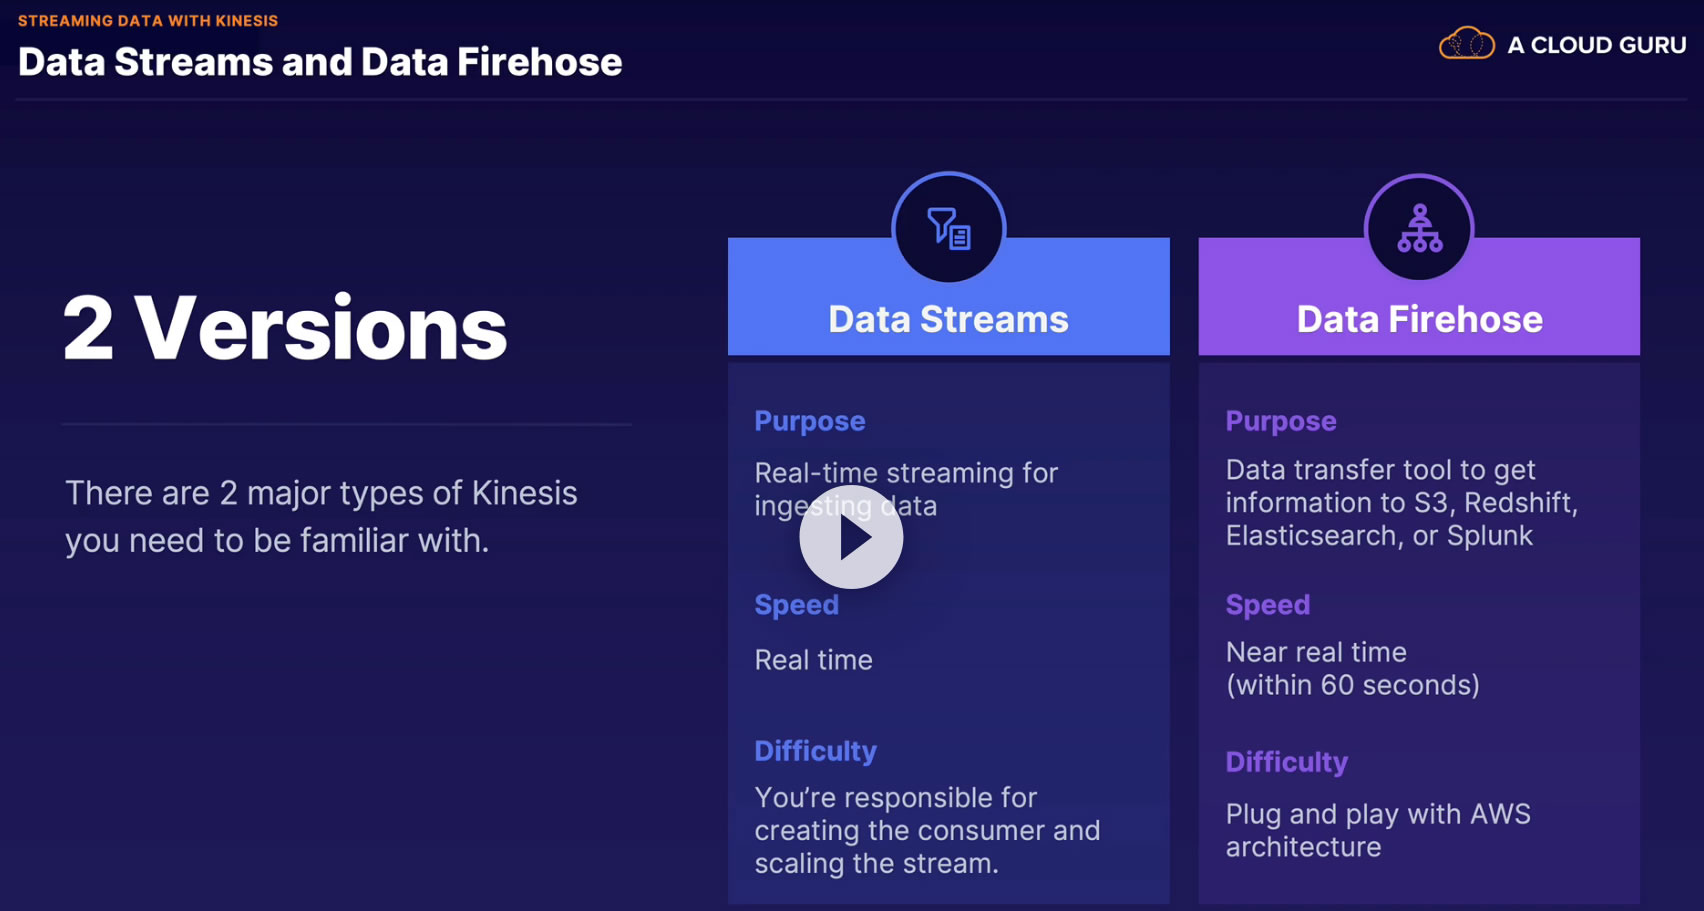 STREAMING DATA WITH KINESIS
Data Streams and Data Firehose
A CLOUD GURU
2 Versions
There are 2 major types of Kinesis
you need to be familiar with.
Data Streams
Purpose
Real-time streaming for
ingesting data
Speed
Real time
Difficulty
You’re responsible for
creating the consumer and
scaling the stream.
Data Firehose
Purpose
Data transfer tool to get
information to S3, Redshift,
Elasticsearch, or Splunk
Speed
Near real time
(within 60 seconds)
Difficulty
Plug and play with AWS
architecture